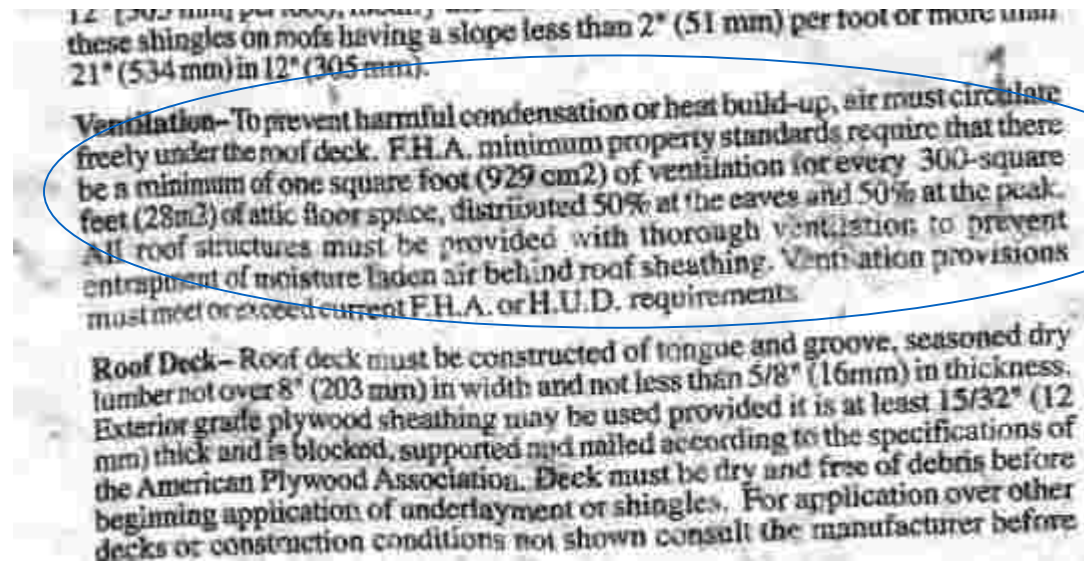 these shingles on roofs having a slope less than 2" (51 mm) per foot or more than
21" (534 mm) in 12" (305 mm).
Ventilation– To prevent harmful condensation or heat build-up, air must circulate
freely under the roof deck. F.H.A. minimum property standards require that there
be a minimum of one square foot (929 cm2) of ventilation for every 300-square
feet (28m2) of attic floor space, distributed 50% at the eaves and 50% at the peak.
All roof structures must be provided with thorough ventilation to prevent
entrapment of moisture laden air behind roof sheathing. Ventilation provisions
must meet or exceed current F.H.A. or H.U.D. requirements.
Roof Deck– Roof deck must be constructed of tongue and groove, seasoned dry
lumber not over 8" (203 mm) in width and not less than 5/8" (16mm) in thickness.
Exterior grade plywood sheathing may be used provided it is at least 15/32" (12
mm) thick and is blocked, supported and nailed according to the specifications of
the American Plywood Association. Deck must be dry and free of debris before
beginning application of underlayment or shingles. For application over other
decks or construction conditions not shown consult the manufacturer before